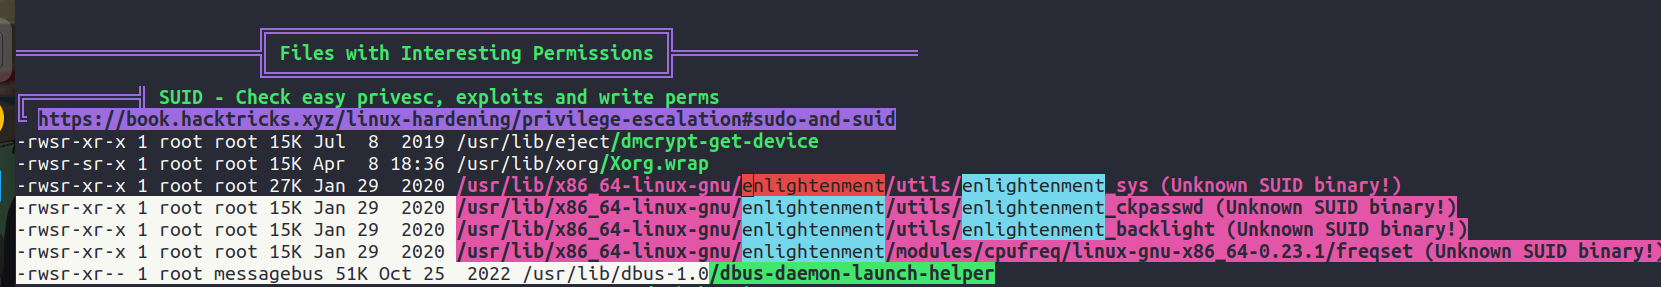 Files with Interesting Permissions
SUID - Check easy privesc, exploits and write perms
https://book.hacktricks.xyz/linux-hardening/privilege-escalation#sudo-and-suid
-rwsr-xr-x 1 root root 15K Jul  8  2019 /usr/lib/eject/dmcrypt-get-device
-rwsr-sr-x 1 root root 15K Apr  8 18:36 /usr/lib/xorg/Xorg.wrap
-rwsr-xr-x 1 root root 27K Jan 29  2020 /usr/lib/x86_64-linux-gnu/enlightenment/utils/enlightenment_sys (Unknown SUID binary!)
-rwsr-xr-x 1 root root 15K Jan 29  2020 /usr/lib/x86_64-linux-gnu/enlightenment/utils/enlightenment_ckpasswd (Unknown SUID binary!)
-rwsr-xr-x 1 root root 15K Jan 29  2020 /usr/lib/x86_64-linux-gnu/enlightenment/utils/enlightenment_backlight (Unknown SUID binary!)
-rwsr-xr-x 1 root root 15K Jan 29  2020 /usr/lib/x86_64-linux-gnu/enlightenment/modules/cpufreq/linux-gnu-x86_64-0.23.1/freqset (Unknown SUID binary!)
-rwsr-xr-- 1 root messagebus 51K Oct 25  2022 /usr/lib/dbus-1.0/dbus-daemon-launch-helper